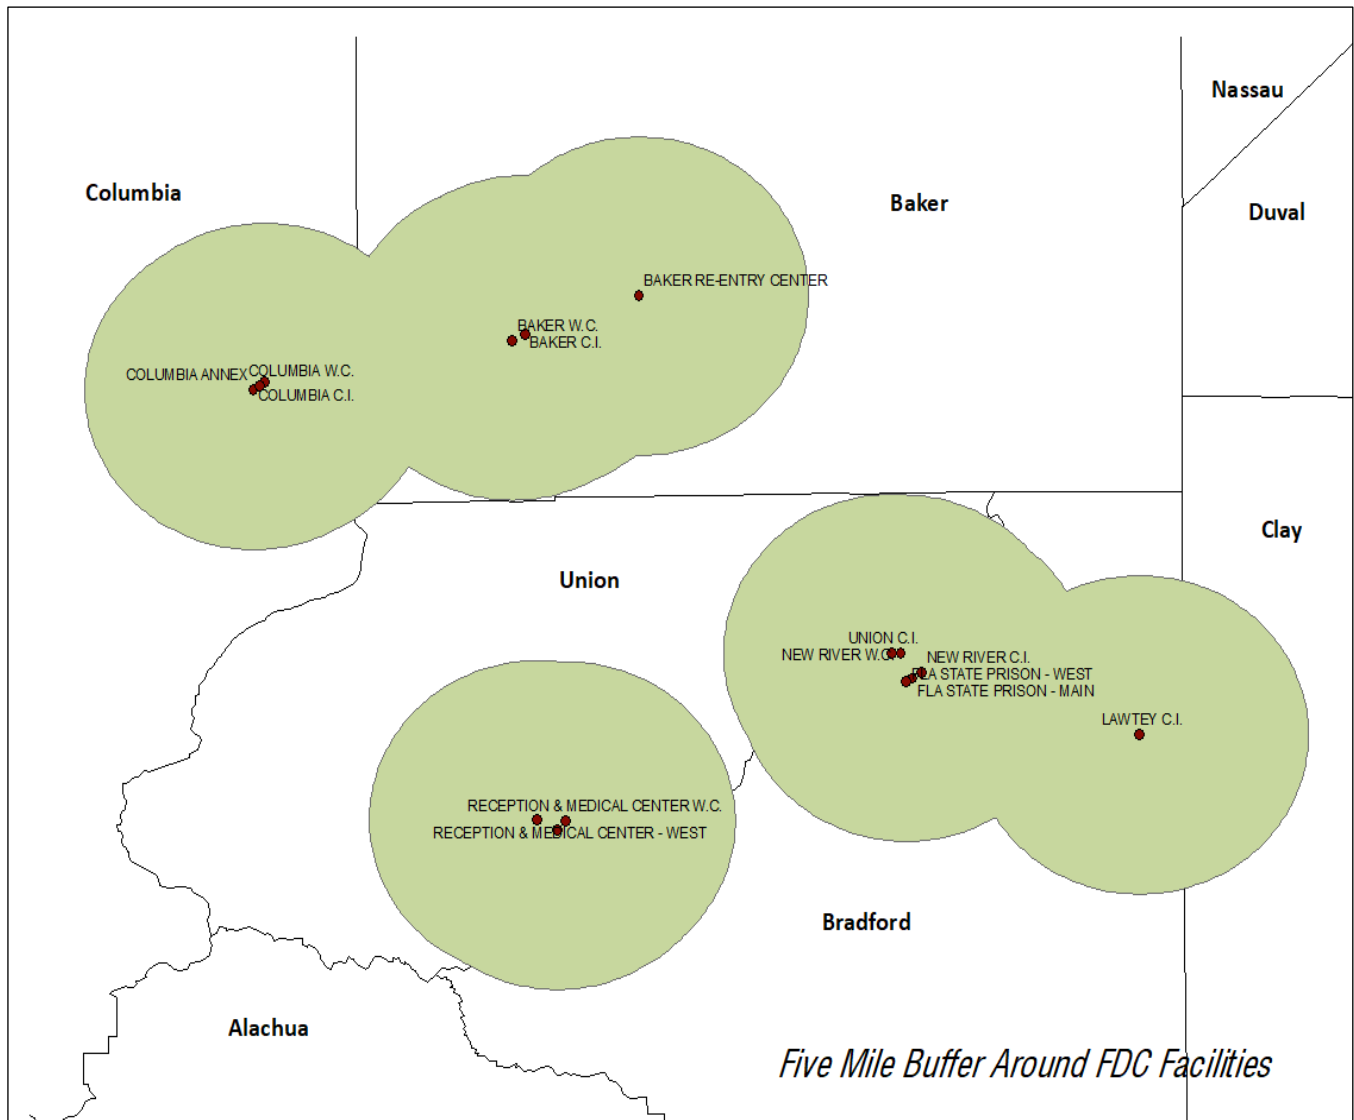 Nassau
Columbia
Baker
Duval
BAKER RE-ENTRY CENTER
BAKER W.C.
BAKER C.I.
COLUMBIA ANNEX
COLUMBIA W.C.
COLUMBIA C.I.
Clay
Union
UNION C.I.
NEW RIVER W.C.
NEW RIVER C.I.
FLA STATE PRISON - WEST
FLA STATE PRISON - MAIN
LAWTEY C.I.
RECEPTION & MEDICAL CENTER W.C.
RECEPTION & MEDICAL CENTER - WEST
Bradford
Alachua
Five Mile Buffer Around FDC Facilities